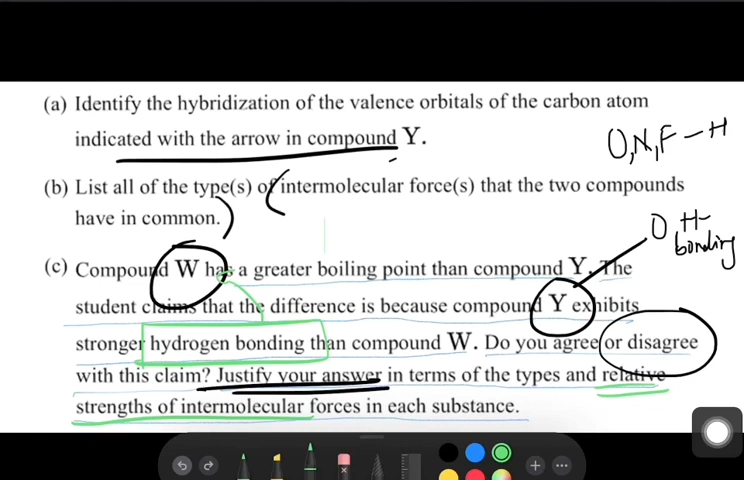 (a) Identify the hybridization of the valence orbitals of the carbon atom
indicated with the arrow in compound Y.
O, N, F - H
(b) List all of the type(s) of intermolecular force(s) that the two compounds
have in common.
O H-
bonding
(c) Compound W has a greater boiling point than compound Y. The
student claims that the difference is because compound Y exhibits
stronger hydrogen bonding than compound W. Do you agree or disagree
with this claim? Justify your answer in terms of the types and relative
strengths of intermolecular forces in each substance.